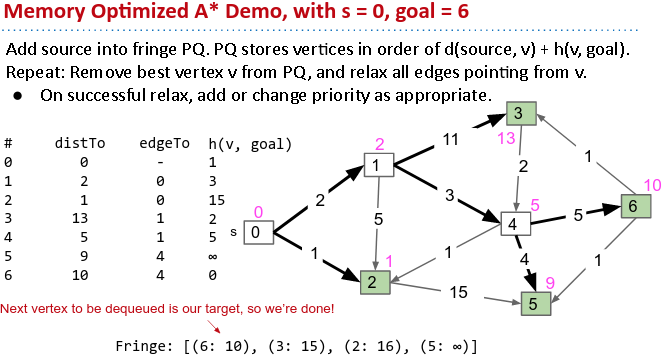 Memory Optimized A* Demo, with s = 0, goal = 6
Add source into fringe PQ. PQ stores vertices in order of d(source, v) + h(v, goal).
Repeat: Remove best vertex v from PQ, and relax all edges pointing from v.
● On successful relax, add or change priority as appropriate.
# distTo edgeTo h(v, goal)
0 0 - 1
1 2 0 3
2 1 0 15
3 13 1 2
4 5 1 5
5 9 4 ∞
6 10 4 0
3
11
13
2
1
1
2
3
5
10
2
0
5
4
5
6
s 0
5
1
1
1
4
1
2
9
15
5
Next vertex to be dequeued is our target, so we're done!
Fringe: [(6: 10), (3: 15), (2: 16), (5: ∞)]